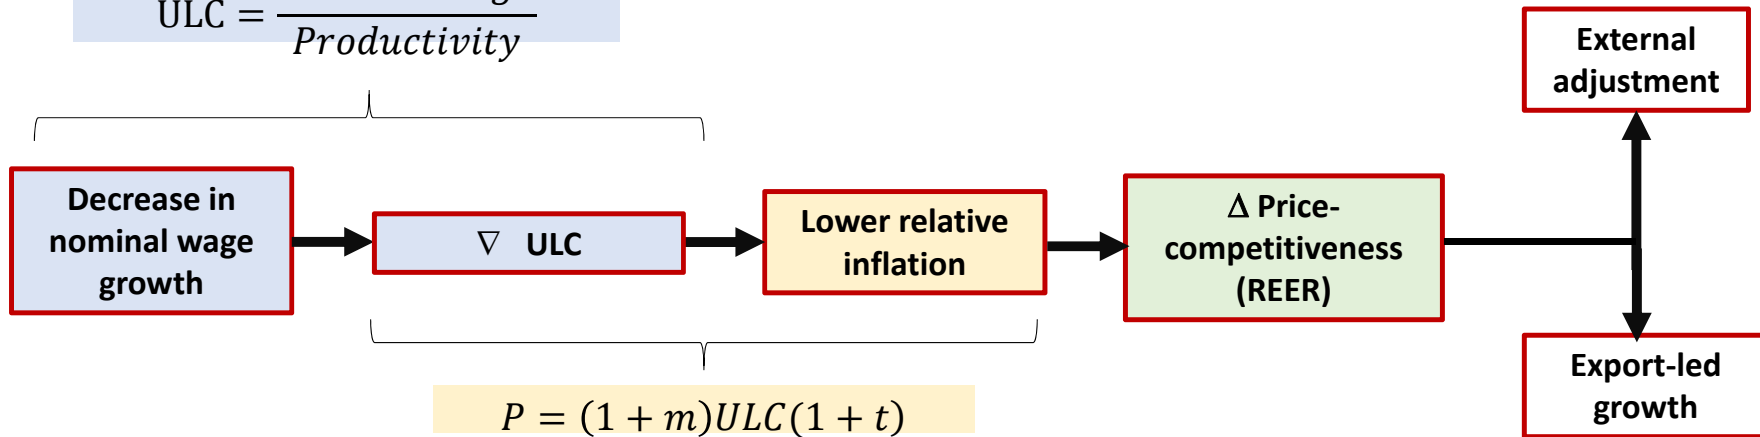 ULC =
Productivity
External
adjustment
Decrease in
nominal wage
growth
∇ ULC
Lower relative
inflation
Δ Price-
competitiveness
(REER)
Export-led
growth
P = (1 + m)ULC(1 + t)